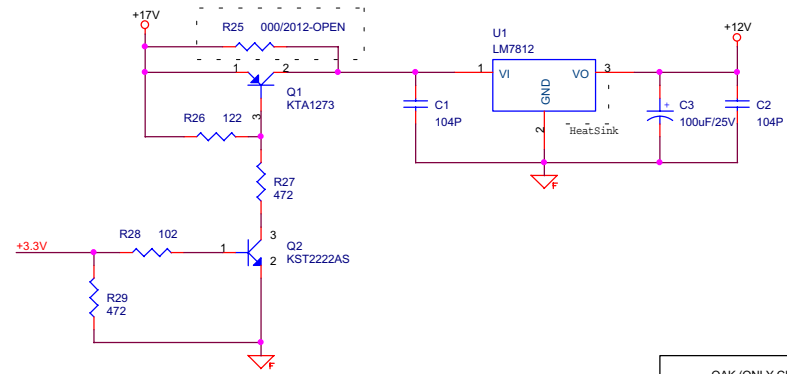 +17V
R25 000/2012-OPEN
+12V
U1
LM7812
1 2
1 VI VO 3
GND
2
HeatSink
Q1
KTA1273
3
C1
104P
C3
100uF/25V
+
C2
104P
R26 122
R27
472
R28 102
+3.3V
1
3
2
Q2
KST2222AS
R29
472
F
F